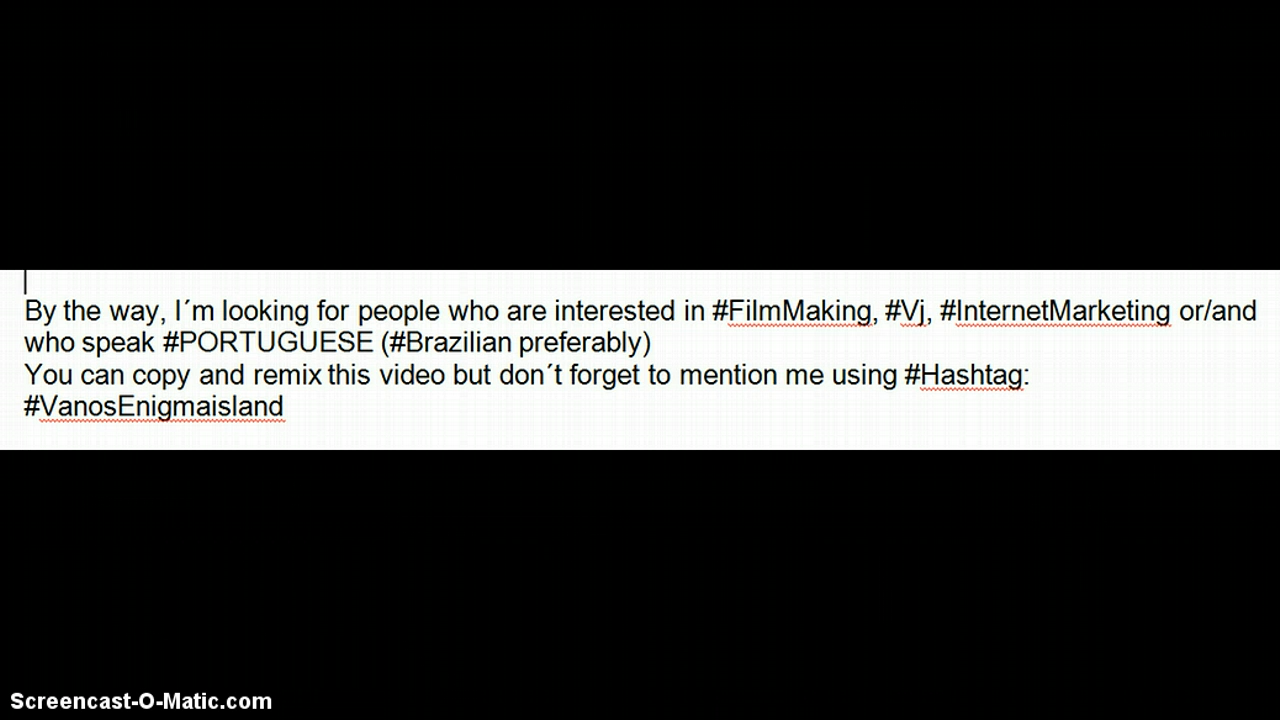 By the way, I´m looking for people who are interested in #FilmMaking, #Vj, #InternetMarketing or/and
who speak #PORTUGUESE (#Brazilian preferably)
You can copy and remix this video but don´t forget to mention me using #Hashtag:
#VanosEnigmaisland
Screencast-O-Matic.com